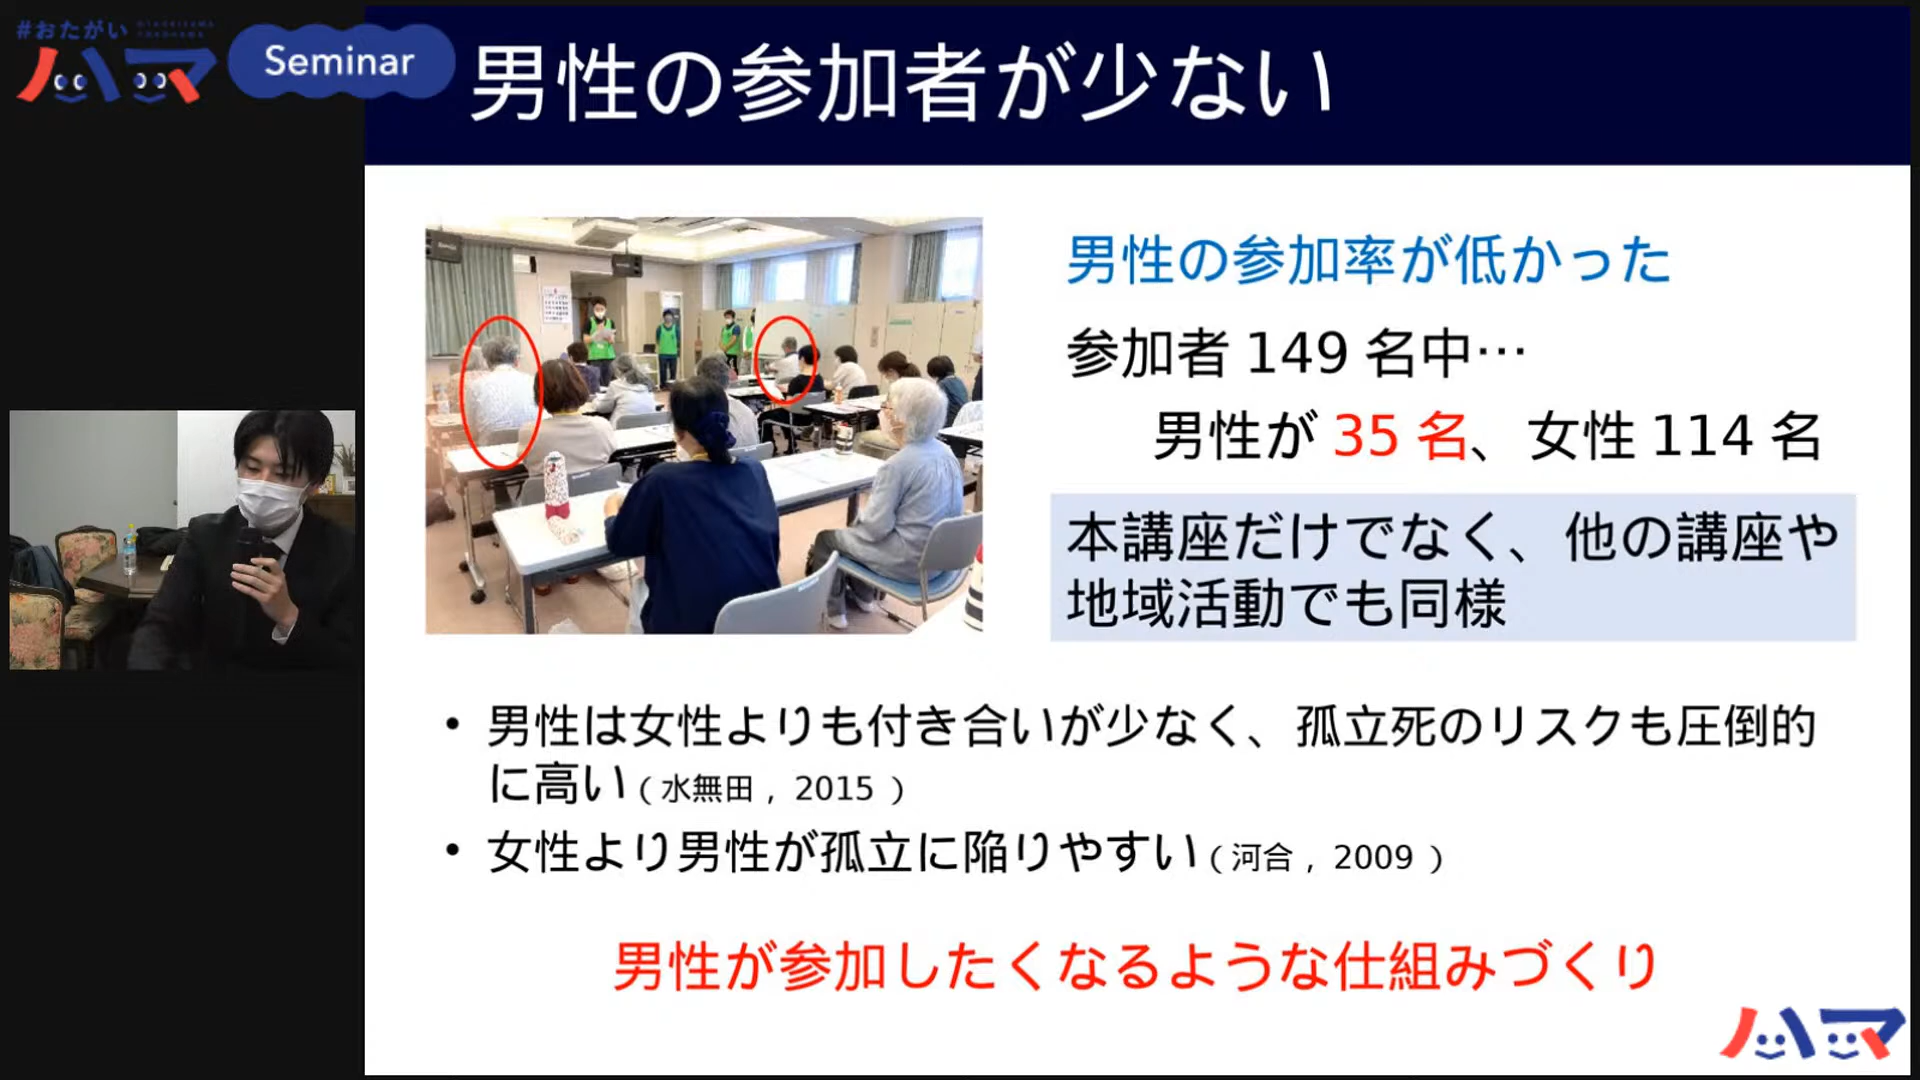 #おたがい
ハマ
Seminar
男性の参加者が少ない
男性の参加率が低かった
参加者 149 名中…
男性が 35 名、女性 114 名
本講座だけでなく、他の講座や
地域活動でも同様
• 男性は女性よりも付き合いが少なく、孤立死のリスクも圧倒的
に高い ( 水無田 , 2015 )
• 女性より男性が孤立に陥りやすい ( 河合 , 2009 )
男性が参加したくなるような仕組みづくり
ハマ